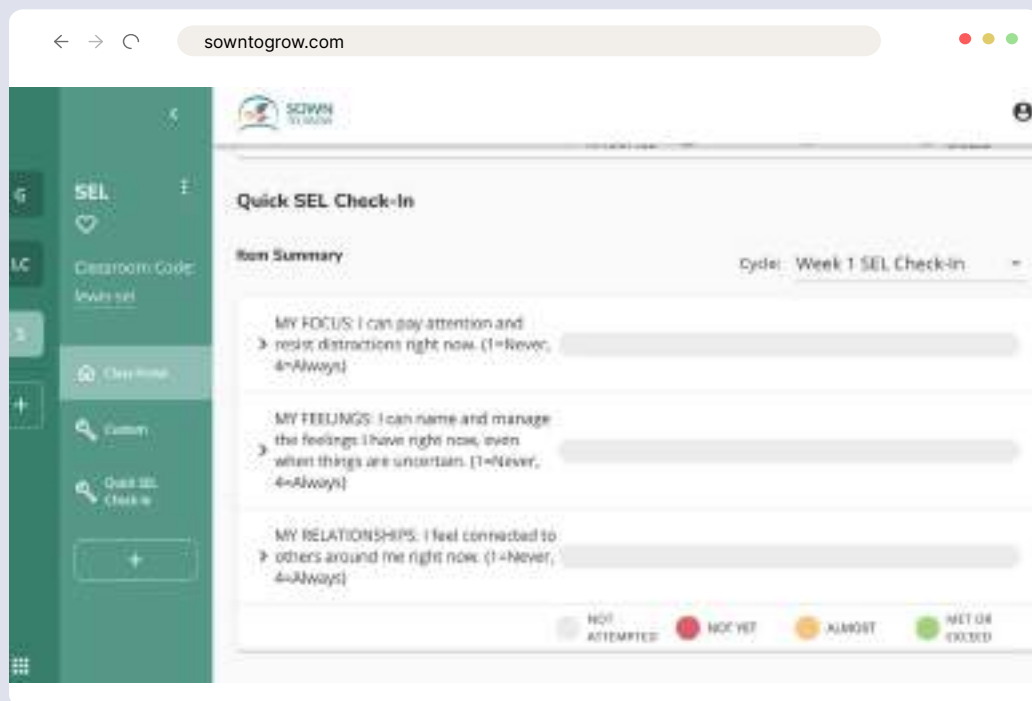 sowntogrow.com
SOWN
TO GROW
G
LC
S
SEL
Classroom Code:
lewis-sel
Custom
Quick SEL
Check-in
Quick SEL Check-In
Item Summary
Cycle: Week 1 SEL Check-In
MY FOCUS: I can pay attention and
resist distractions right now. (1=Never,
4=Always)
MY FEELINGS: I can name and manage
the feelings I have right now, even
when things are uncertain. (1=Never,
4=Always)
MY RELATIONSHIPS: I feel connected to
others around me right now. (1=Never,
4=Always)
NOT
ATTEMPTED
NOT YET
ALMOST
MET OR
EXCEED